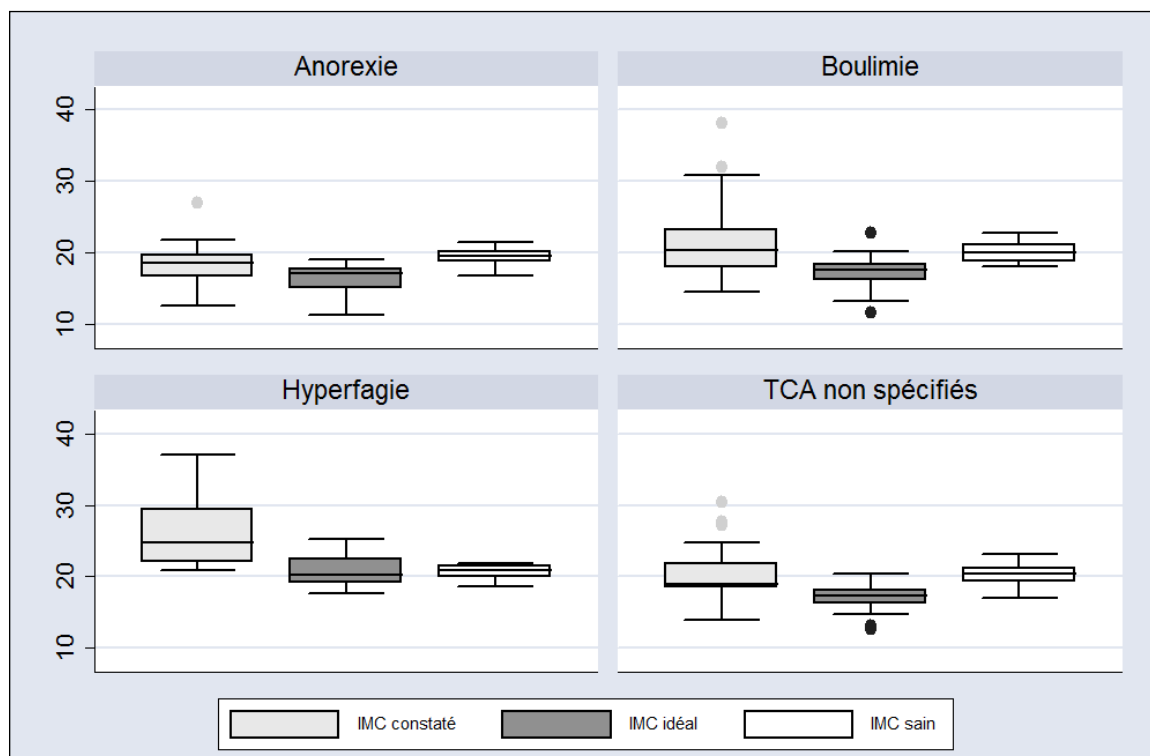 Anorexie
Boulimie
40
30
20
10
Hyperfagie
TCA non spécifiés
40
30
20
10
IMC constaté
IMC idéal
IMC sain